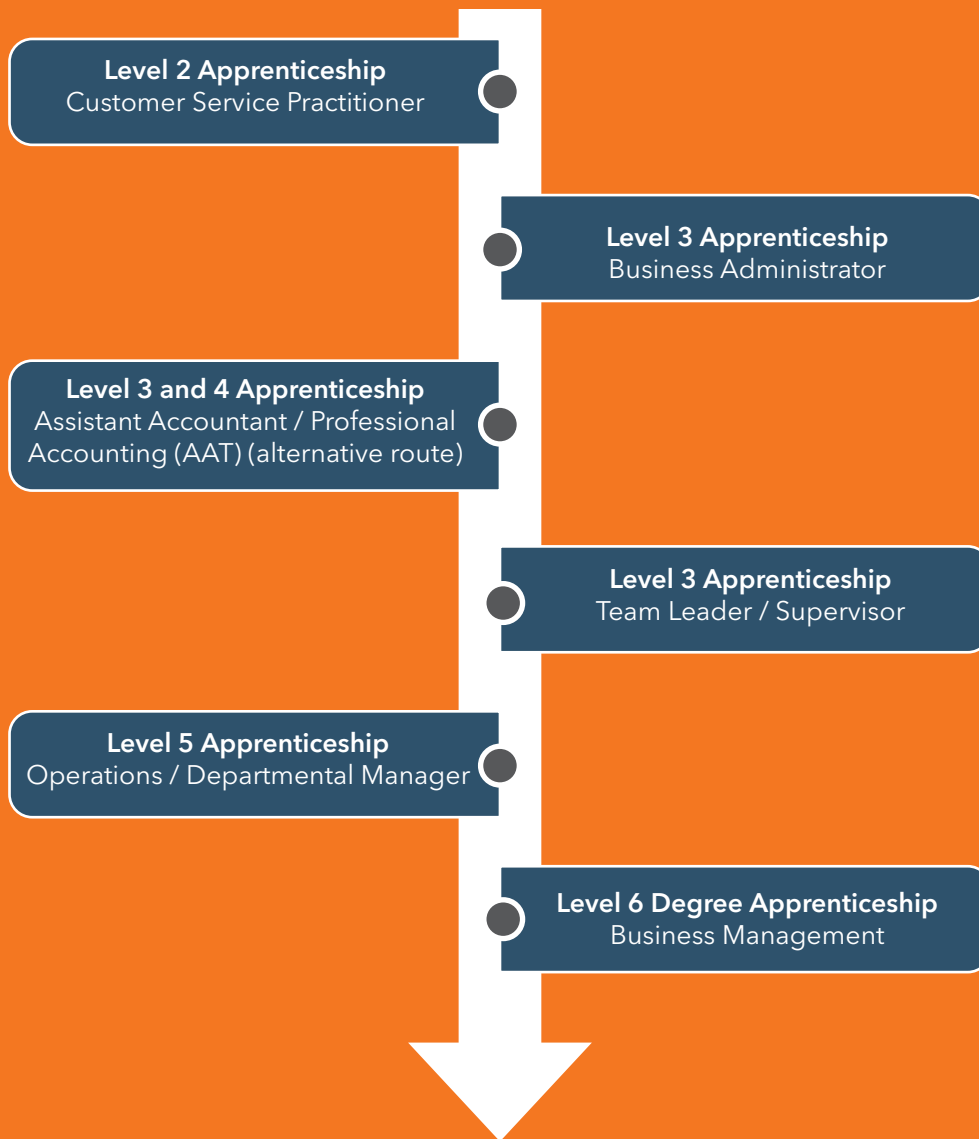 Level 2 Apprenticeship
Customer Service Practitioner
Level 3 Apprenticeship
Business Administrator
Level 3 and 4 Apprenticeship
Assistant Accountant / Professional
Accounting (AAT) (alternative route)
Level 3 Apprenticeship
Team Leader / Supervisor
Level 5 Apprenticeship
Operations / Departmental Manager
Level 6 Degree Apprenticeship
Business Management